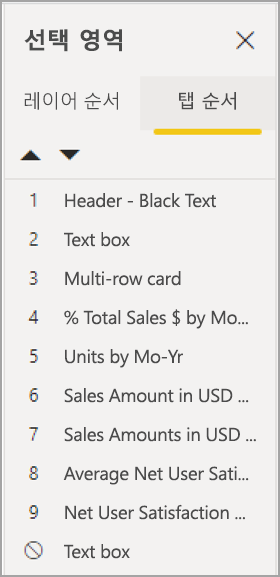 선택 영역
레이어 순서 탭 순서
1 Header - Black Text
2 Text box
3 Multi-row card
4 % Total Sales $ by Mo...
5 Units by Mo-Yr
6 Sales Amount in USD ...
7 Sales Amounts in USD ...
8 Average Net User Sati...
9 Net User Satisfaction ...
Text box